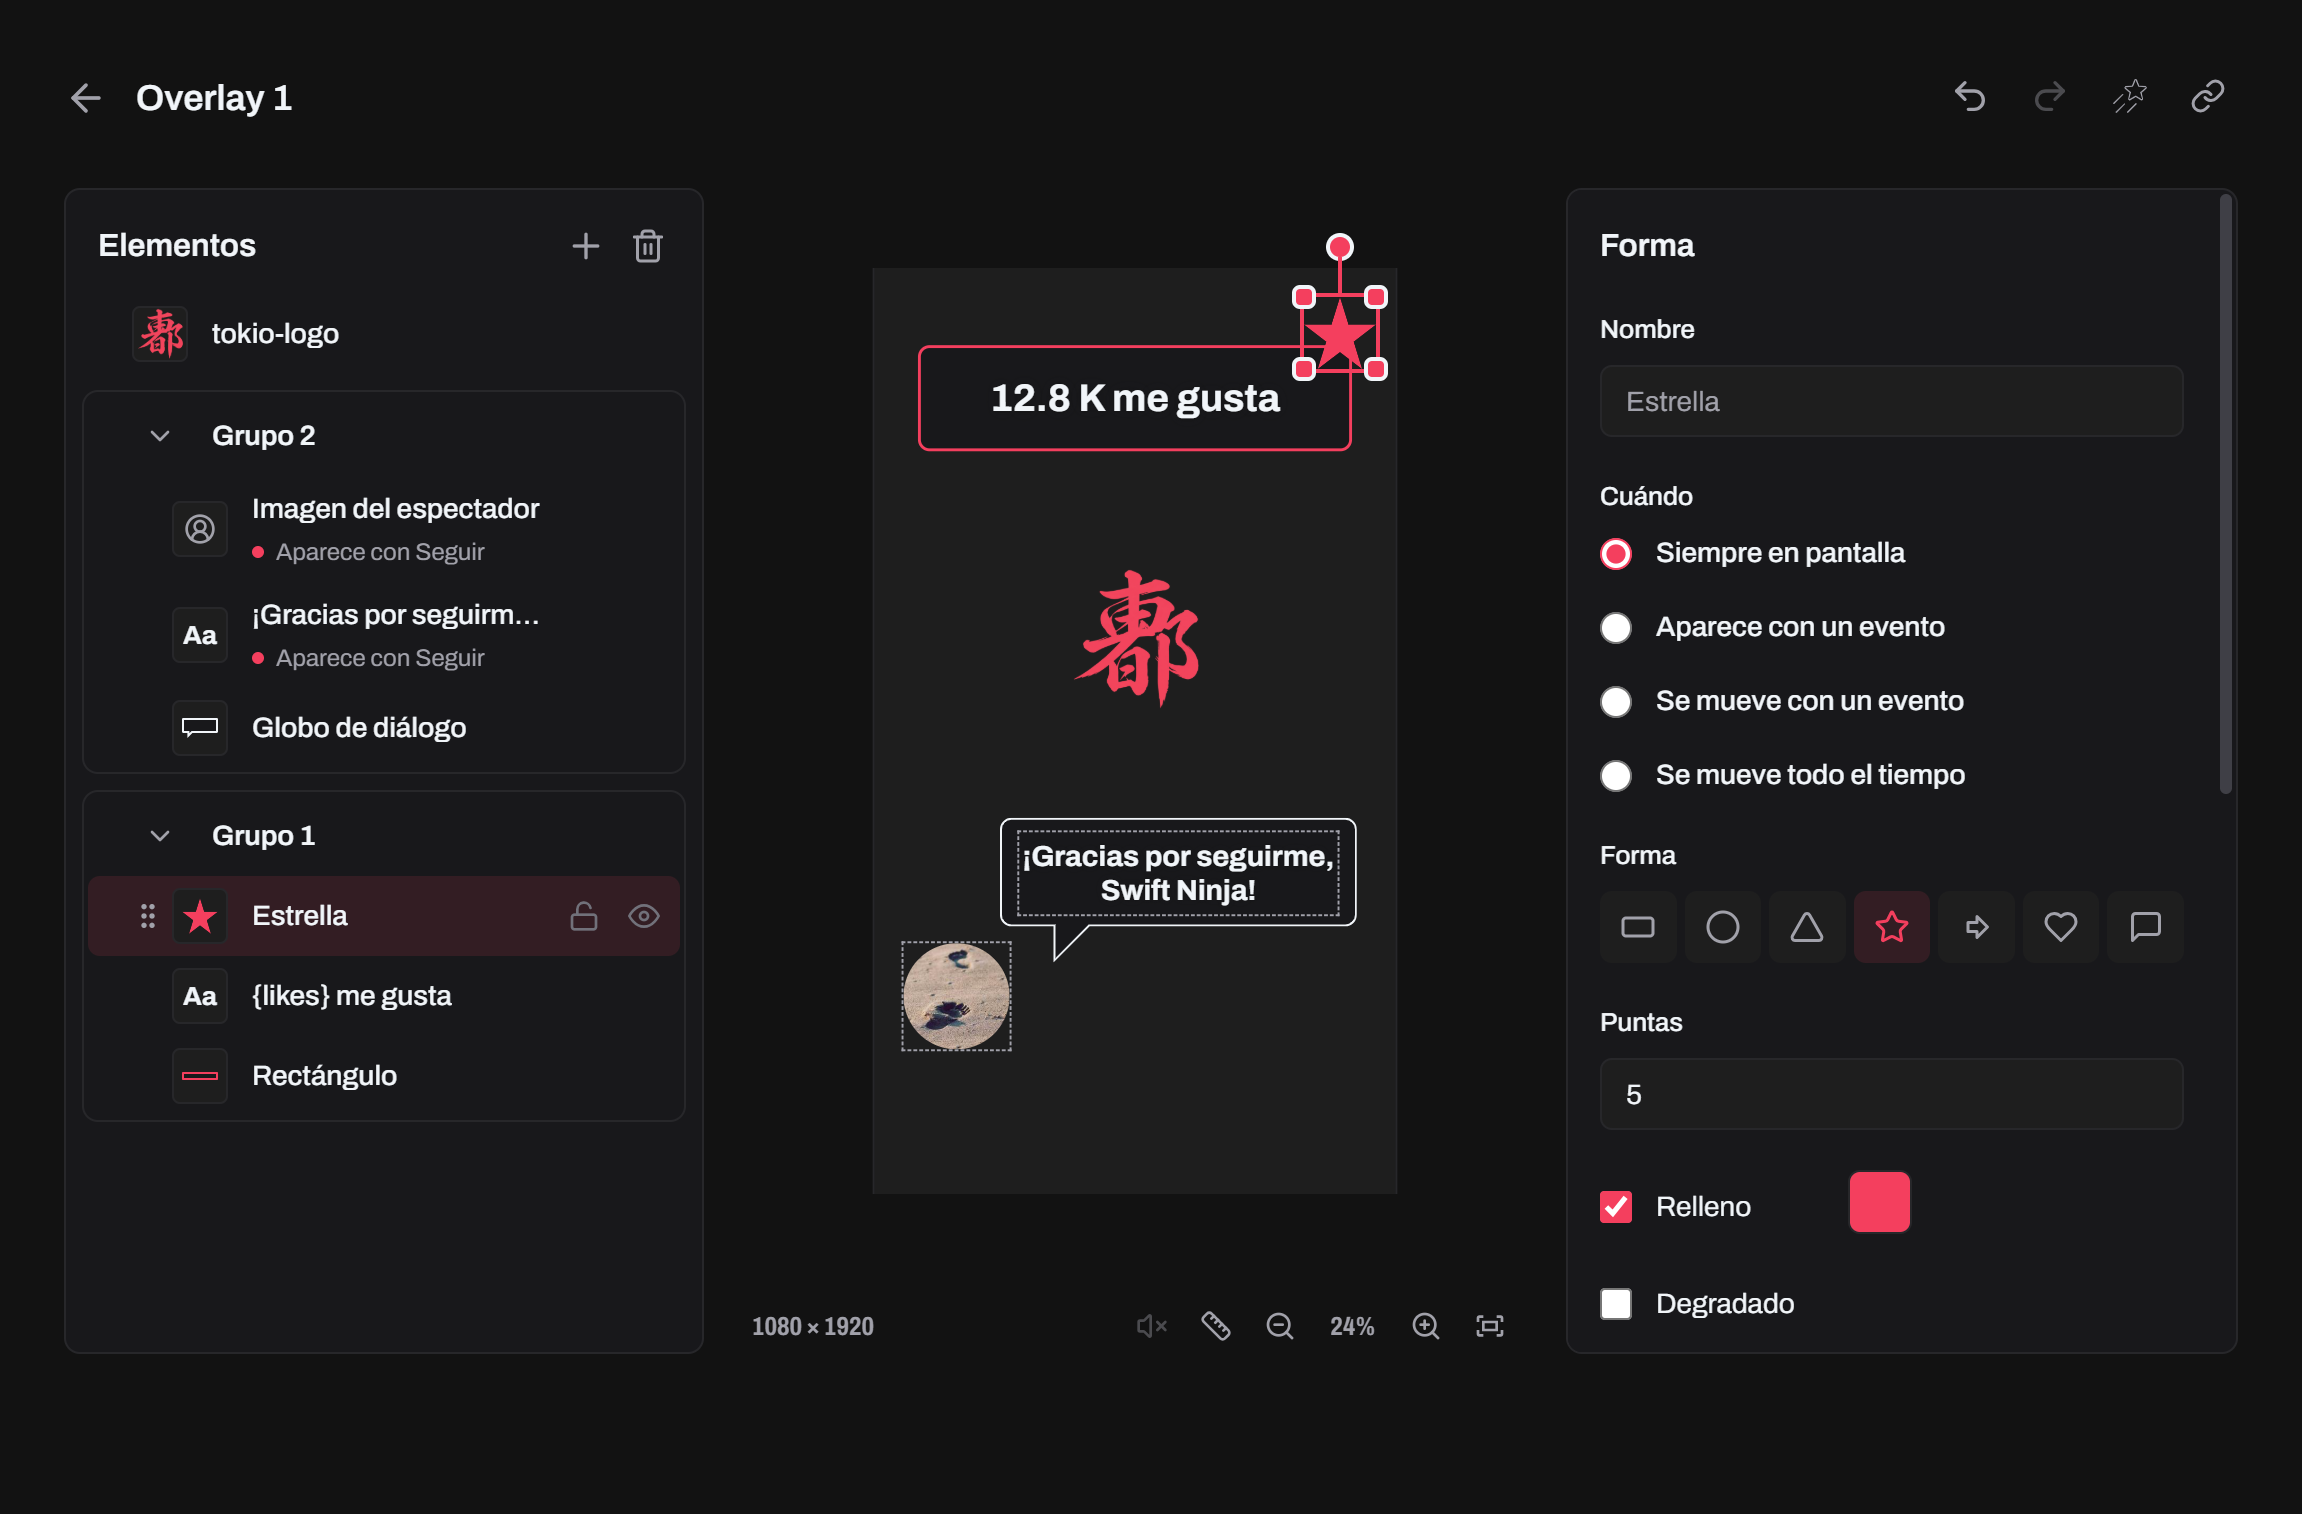 Overlay 1
Elementos
tokio-logo
Grupo 2
Imagen del espectador
Aparece con Seguir
Aa
¡Gracias por seguirm...
Aparece con Seguir
Globo de diálogo
Grupo 1
Estrella
Aa
{likes} me gusta
Rectángulo
12.8 K me gusta
都
¡Gracias por seguirme,
Swift Ninja!
1080 × 1920
24%
Forma
Nombre
Estrella
Cuándo
Siempre en pantalla
Aparece con un evento
Se mueve con un evento
Se mueve todo el tiempo
Forma
Puntas
5
Relleno
Degradado